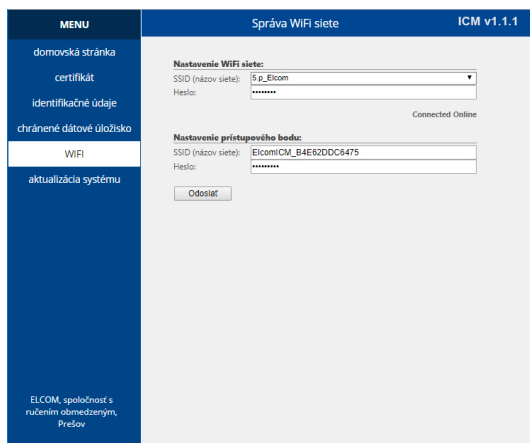 MENU
Správa WiFi siete
ICM v1.1.1
domovská stránka
certifikát
identifikačné údaje
chránené dátové úložisko
WIFI
aktualizácia systému
Nastavenie WiFi siete:
SSID (názov siete): 5.p_Elcom
Heslo: ••••••••
Connected Online
Nastavenie prístupového bodu:
SSID (názov siete): ElcomICM_B4E62DDC6475
Heslo: •••••••••
Odoslať
ELCOM, spoločnosť s
ručením obmedzeným,
Prešov